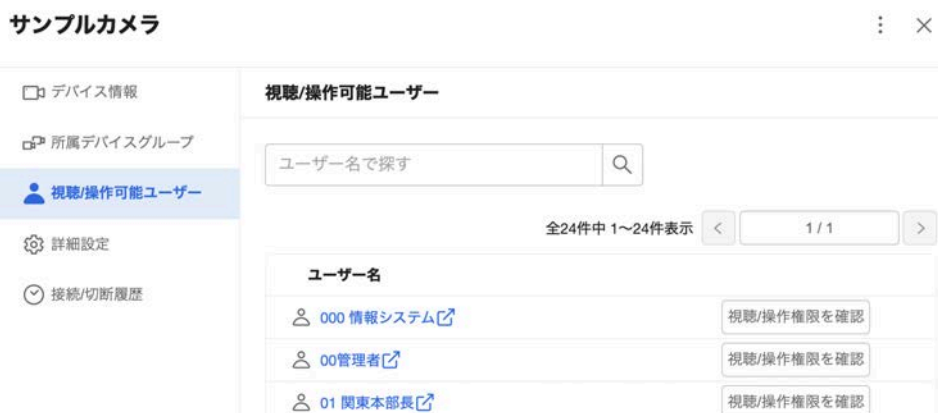 サンプルカメラ
デバイス情報
所属デバイスグループ
視聴/操作可能ユーザー
詳細設定
接続/切断履歴
視聴/操作可能ユーザー
ユーザー名で探す
全24件中 1〜24件表示 < 1 / 1 >
ユーザー名
000 情報システム 視聴/操作権限を確認
00管理者 視聴/操作権限を確認
01 関東本部長 視聴/操作権限を確認